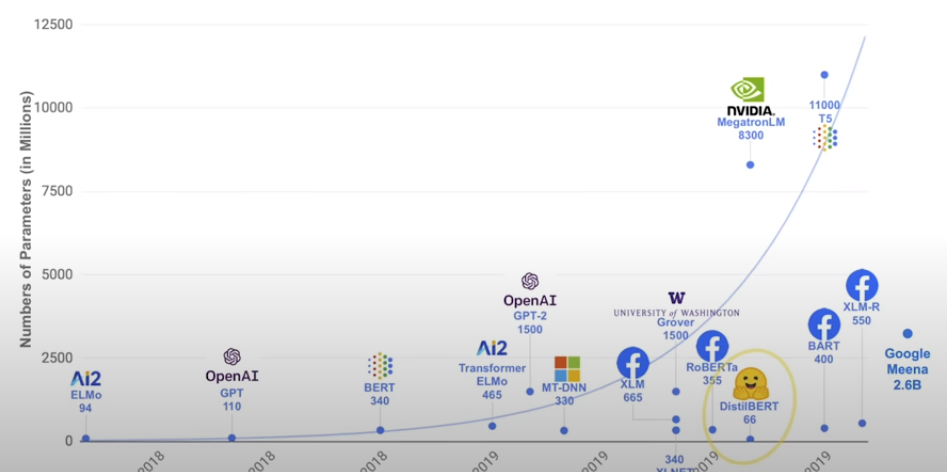 12500
10000
7500
5000
2500
0
Numbers of Parameters (in Millions)
Ai2
ELMo
94
OpenAI
GPT
110
BERT
340
Ai2
Transformer
ELMo
465
OpenAI
GPT-2
1500
MT-DNN
330
XLM
665
W
UNIVERSITY of WASHINGTON
Grover
1500
340
XLNET
RoBERTa
355
nVIDIA.
MegatronLM
8300
DistilBERT
66
11000
T5
BART
400
XLM-R
550
Google
Meena
2.6B
2018
2018
2018
2019
2019
2019
2019